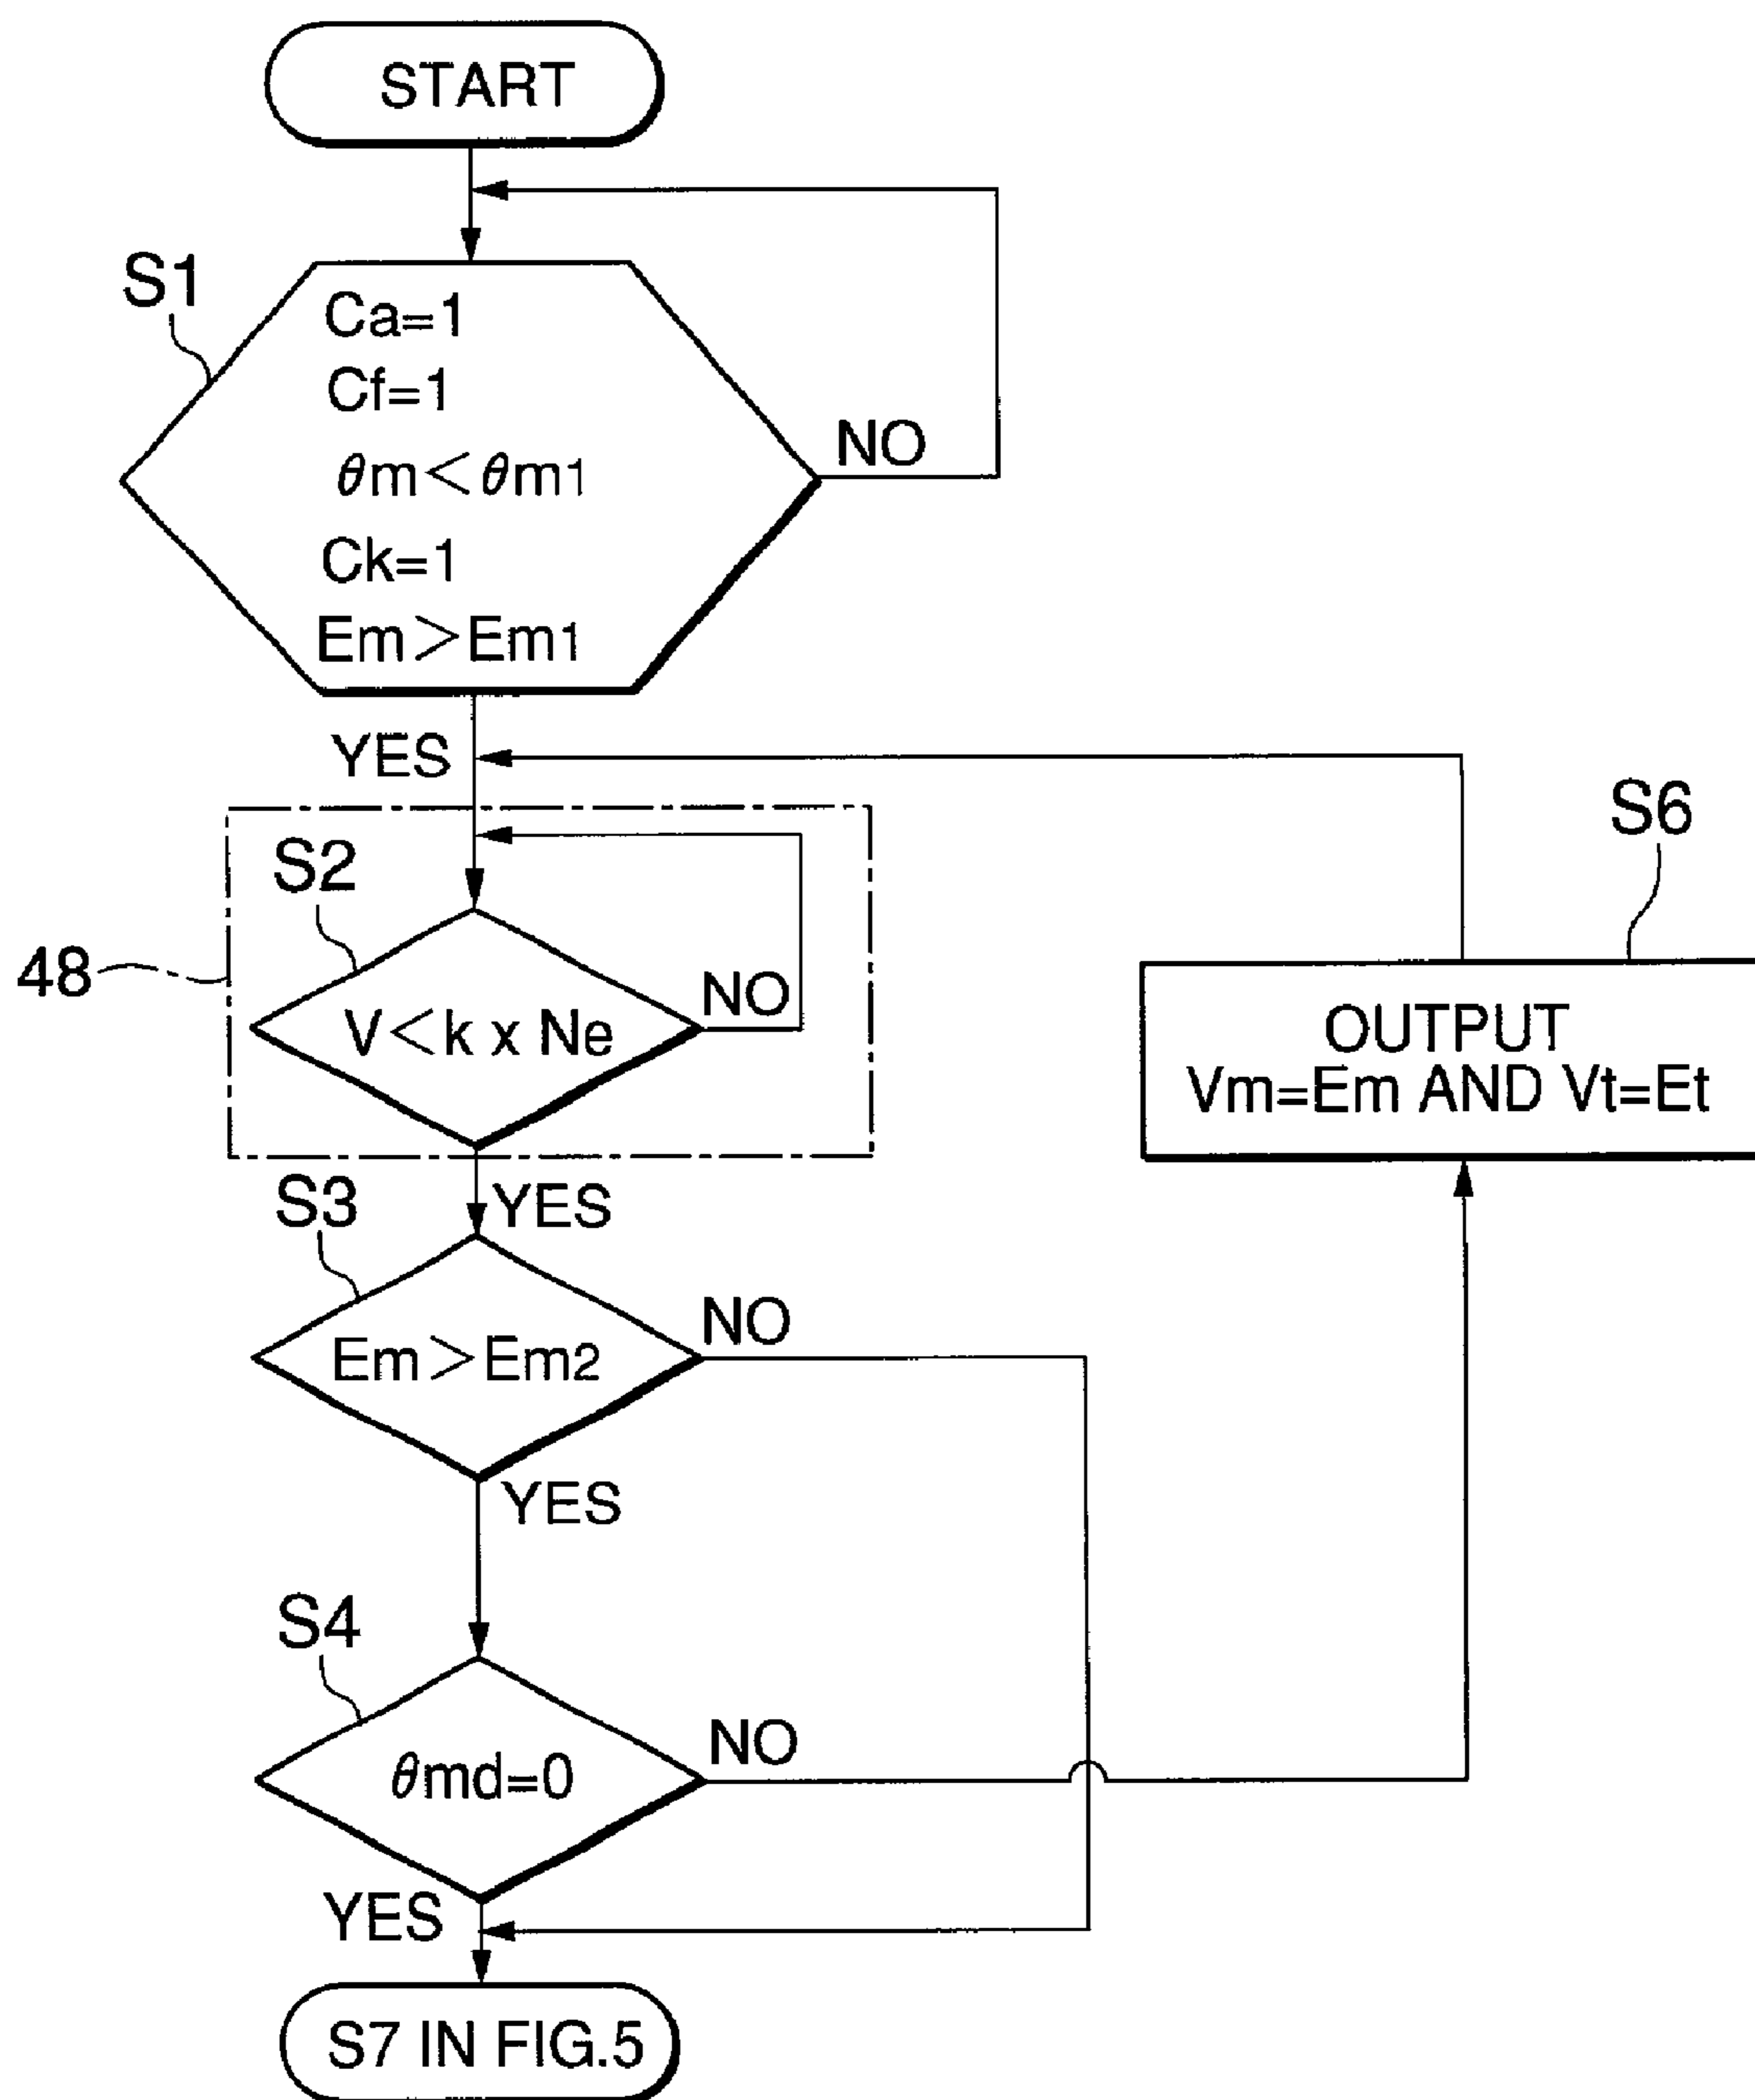 START
S1
Ca=1
Cf=1
θm<θm1
Ck=1
Em>Em1
NO
YES
S6
S2
48
NO
V<k x Ne
OUTPUT
Vm=Em AND Vt=Et
YES
S3
NO
Em>Em2
YES
S4
NO
θmd=0
YES
S7 IN FIG.5